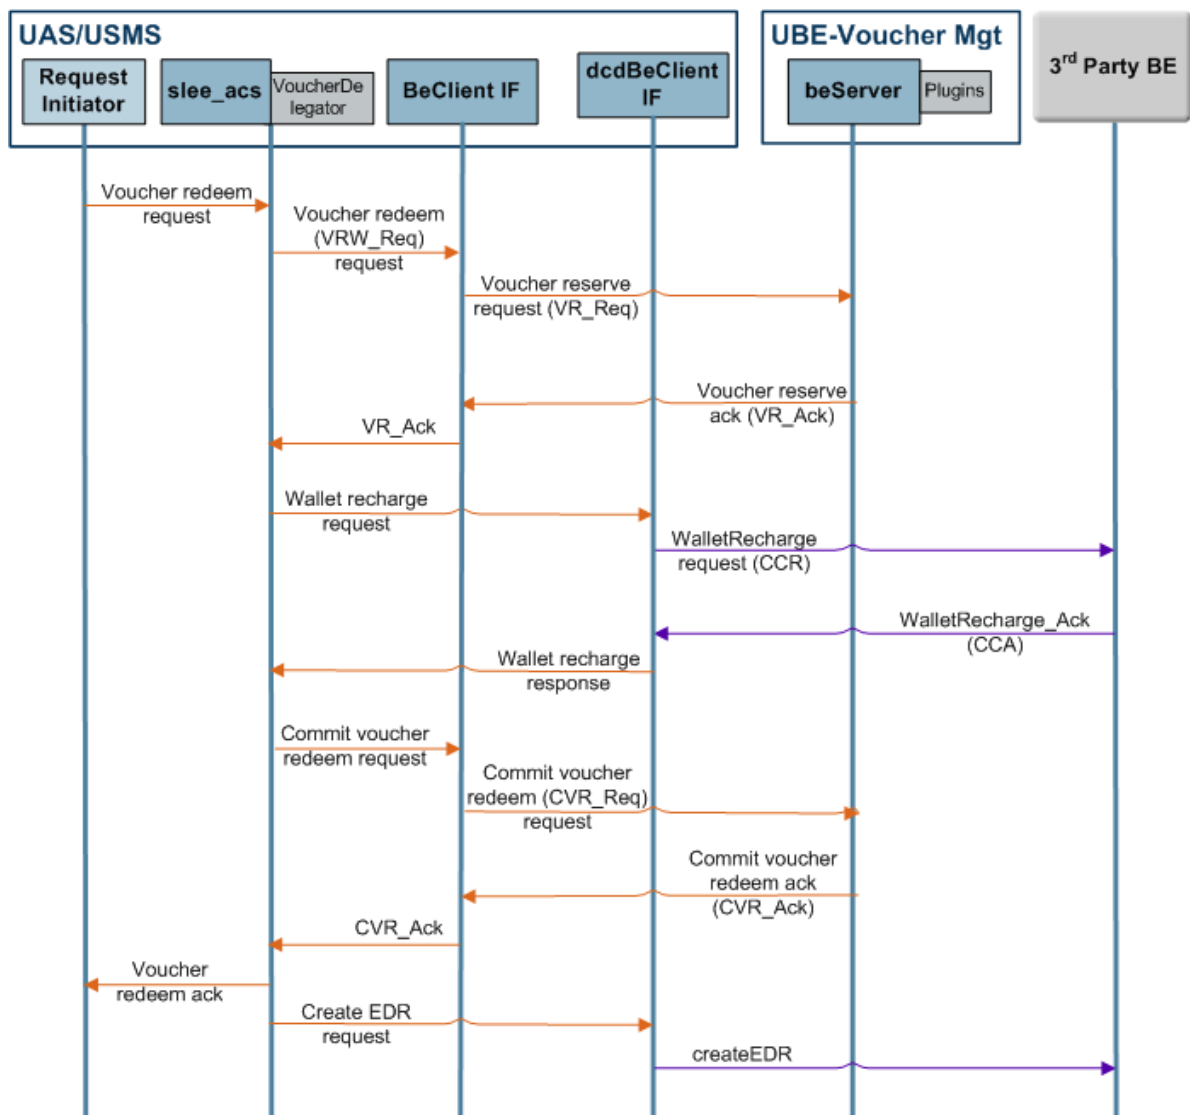 UAS/USMS
UBE-Voucher Mgt
Request
Initiator
slee_acs
VoucherDe
legator
BeClient IF
dcdBeClient
IF
beServer
Plugins
3rd Party BE
Voucher redeem
request
Voucher redeem
(VRW_Req)
request
Voucher reserve
request (VR_Req)
Voucher reserve
ack (VR_Ack)
VR_Ack
Wallet recharge
request
WalletRecharge
request (CCR)
WalletRecharge_Ack
(CCA)
Wallet recharge
response
Commit voucher
redeem request
Commit voucher
redeem (CVR_Req)
request
Commit voucher
redeem ack
(CVR_Ack)
CVR_Ack
Voucher
redeem ack
Create EDR
request
createEDR